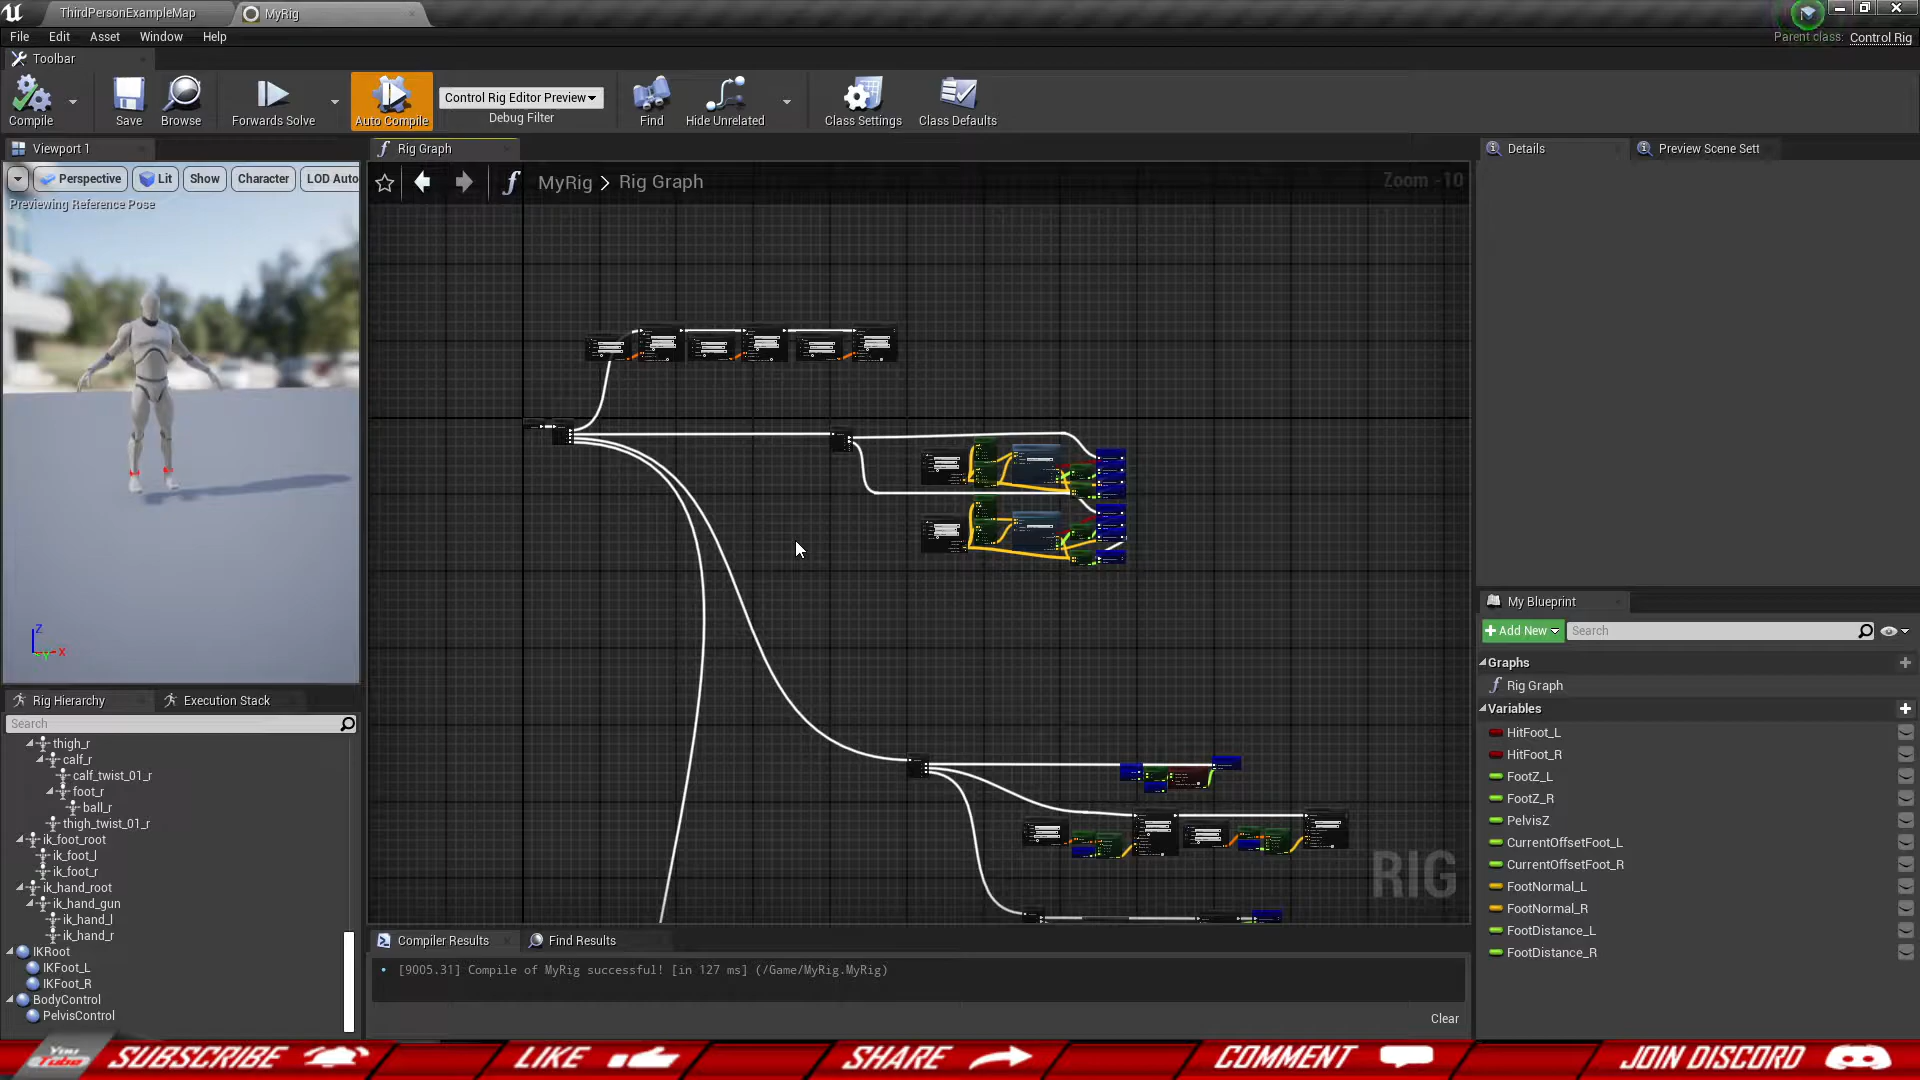 ThirdPersonExampleMap
MyRig
File Edit Asset Window Help
Parent class: Control Rig
Toolbar
Compile
Save
Browse
Forwards Solve
Auto Compile
Control Rig Editor Preview
Debug Filter
Find
Hide Unrelated
Class Settings
Class Defaults
Viewport 1
Perspective
Lit
Show
Character
LOD Auto
Previewing Reference Pose
Z
X
Y
Rig Graph
MyRig > Rig Graph
Zoom -10
RIG
Details
Preview Scene Sett
Rig Hierarchy
Execution Stack
Search
thigh_r
calf_r
calf_twist_01_r
foot_r
ball_r
thigh_twist_01_r
ik_foot_root
ik_foot_l
ik_foot_r
ik_hand_root
ik_hand_gun
ik_hand_l
ik_hand_r
IKRoot
IKFoot_L
IKFoot_R
BodyControl
PelvisControl
Compiler Results
Find Results
[9005.31] Compile of MyRig successful! [in 127 ms] (/Game/MyRig.MyRig)
Clear
My Blueprint
+ Add New
Search
Graphs
Rig Graph
Variables
HitFoot_L
HitFoot_R
FootZ_L
FootZ_R
PelvisZ
CurrentOffsetFoot_L
CurrentOffsetFoot_R
FootNormal_L
FootNormal_R
FootDistance_L
FootDistance_R
You Tube SUBSCRIBE LIKE SHARE COMMENT JOIN DISCORD